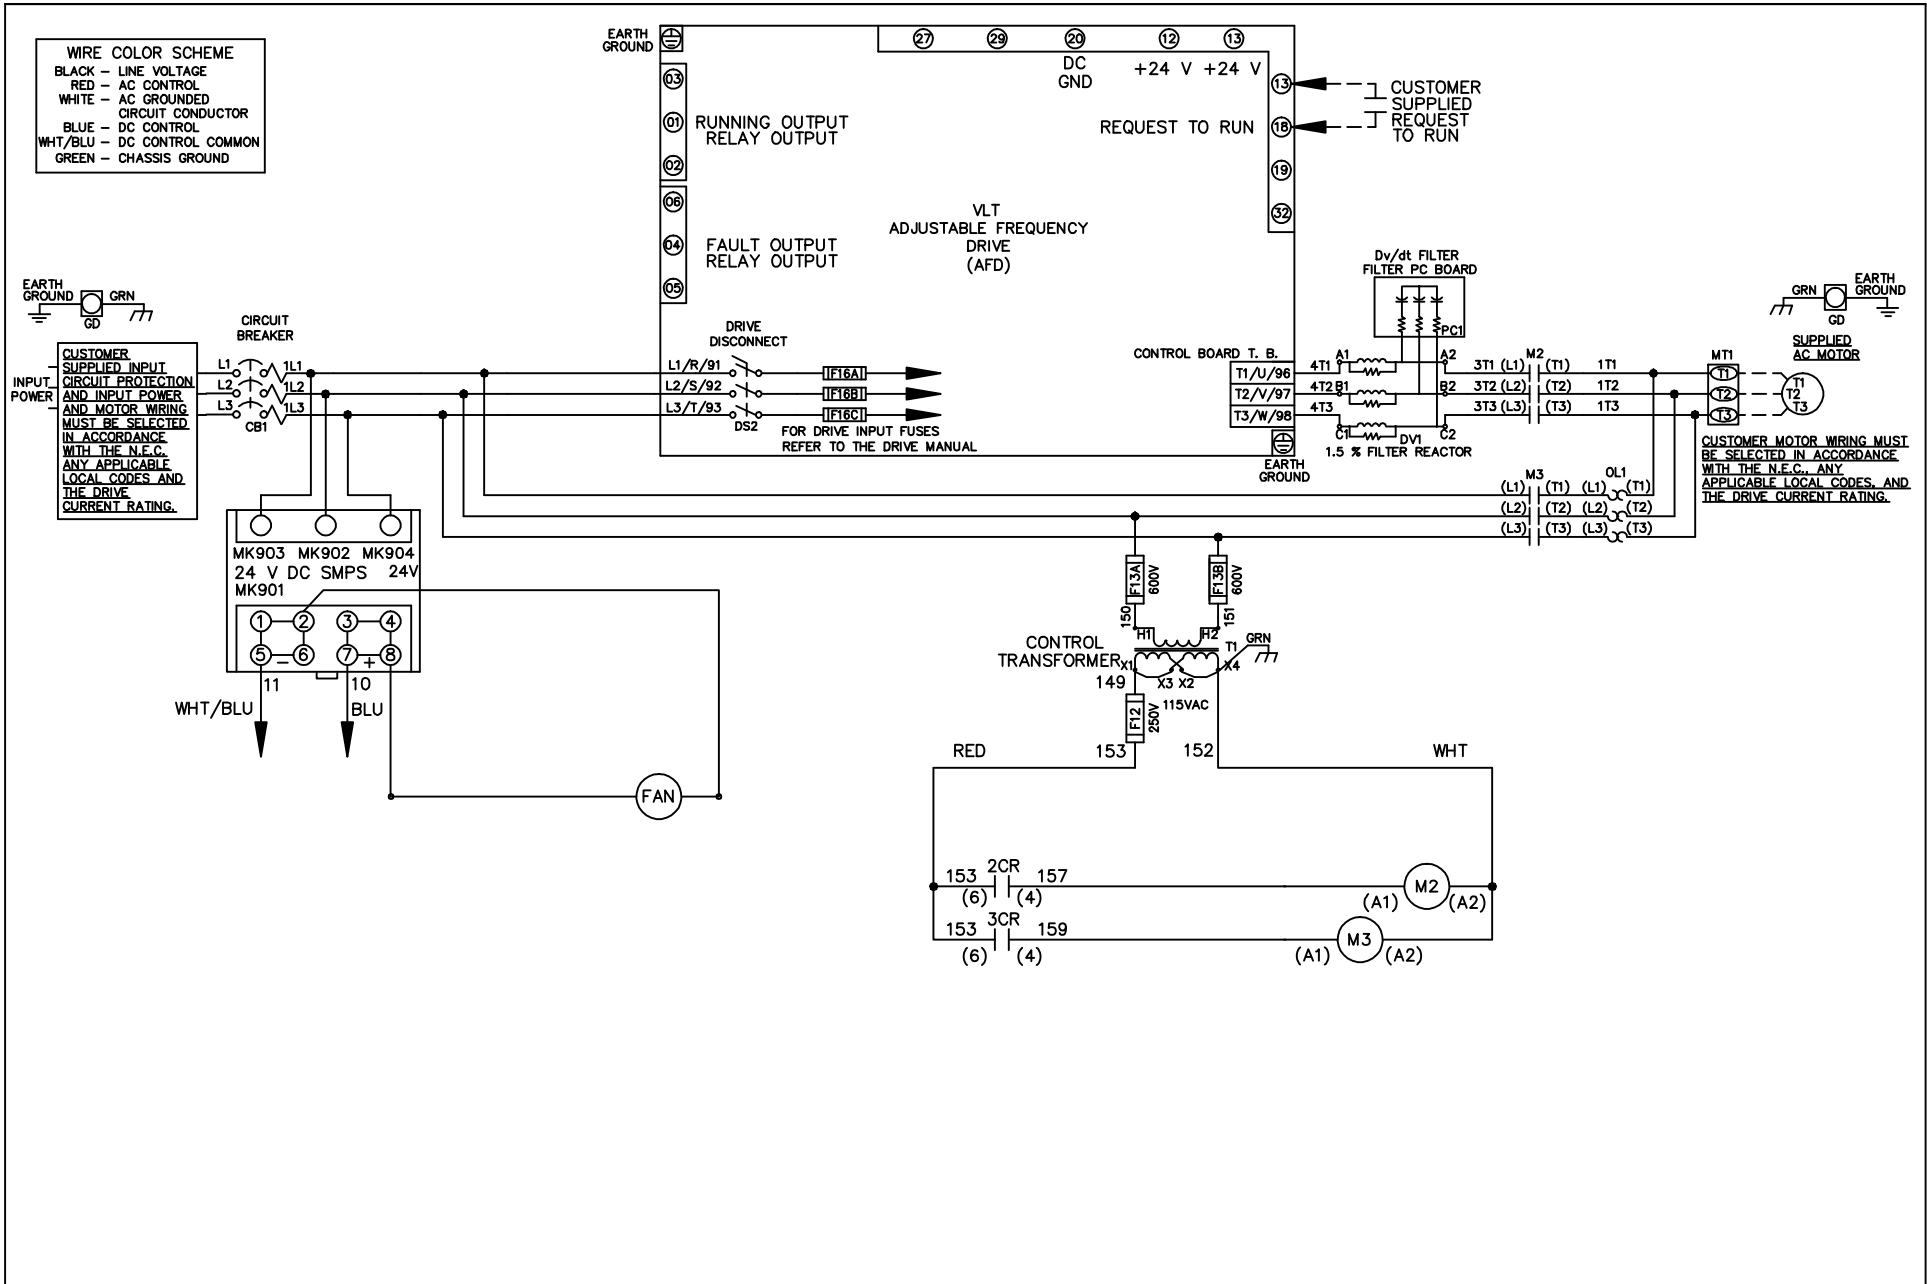 WIRE COLOR SCHEME
BLACK – LINE VOLTAGE
RED – AC CONTROL
WHITE – AC GROUNDED
CIRCUIT CONDUCTOR
BLUE – DC CONTROL
WHT/BLU – DC CONTROL COMMON
GREEN – CHASSIS GROUND
EARTH
GROUND
03
01
02
RUNNING OUTPUT
RELAY OUTPUT
06
04
05
FAULT OUTPUT
RELAY OUTPUT
27
29
20
12
13
DC
GND
+24 V
+24 V
13
18
19
32
REQUEST TO RUN
CUSTOMER
SUPPLIED
REQUEST
TO RUN
VLT
ADJUSTABLE FREQUENCY
DRIVE
(AFD)
EARTH
GROUND
GRN
GD
CIRCUIT
BREAKER
INPUT
POWER
CUSTOMER
SUPPLIED INPUT
CIRCUIT PROTECTION
AND INPUT POWER
AND MOTOR WIRING
MUST BE SELECTED
IN ACCORDANCE
WITH THE N.E.C.
ANY APPLICABLE
LOCAL CODES AND
THE DRIVE
CURRENT RATING.
L1
1L1
L2
1L2
L3
1L3
CB1
DRIVE
DISCONNECT
L1/R/91
L2/S/92
L3/T/93
DS2
F16A
F16B
F16C
FOR DRIVE INPUT FUSES
REFER TO THE DRIVE MANUAL
CONTROL BOARD T. B.
T1/U/96
T2/V/97
T3/W/98
EARTH
GROUND
Dv/dt FILTER
FILTER PC BOARD
PC1
4T1
A1
A2
4T2
B1
B2
4T3
C1
C2
DV1
1.5 % FILTER REACTOR
M2
3T1 (L1)
(T1)
1T1
3T2 (L2)
(T2)
1T2
3T3 (L3)
(T3)
1T3
MT1
T1
T2
T3
T1
T2
T3
GRN
EARTH
GROUND
GD
SUPPLIED
AC MOTOR
CUSTOMER MOTOR WIRING MUST
BE SELECTED IN ACCORDANCE
WITH THE N.E.C., ANY
APPLICABLE LOCAL CODES, AND
THE DRIVE CURRENT RATING.
M3
OL1
(L1) (T1) (L1) (T1)
(L2) (T2) (L2) (T2)
(L3) (T3) (L3) (T3)
MK903 MK902 MK904
24 V DC SMPS 24V
MK901
1 2 3 4
5 – 6 7 + 8
11
10
WHT/BLU
BLU
FAN
F13A
600V
F13B
600V
150
151
H1
H2
CONTROL
TRANSFORMER
T1
GRN
X1
X4
X3 X2
149
115VAC
F12
250V
RED
153
152
WHT
2CR
153
157
(6)
(4)
M2
(A1)
(A2)
3CR
153
159
(6)
(4)
M3
(A1)
(A2)